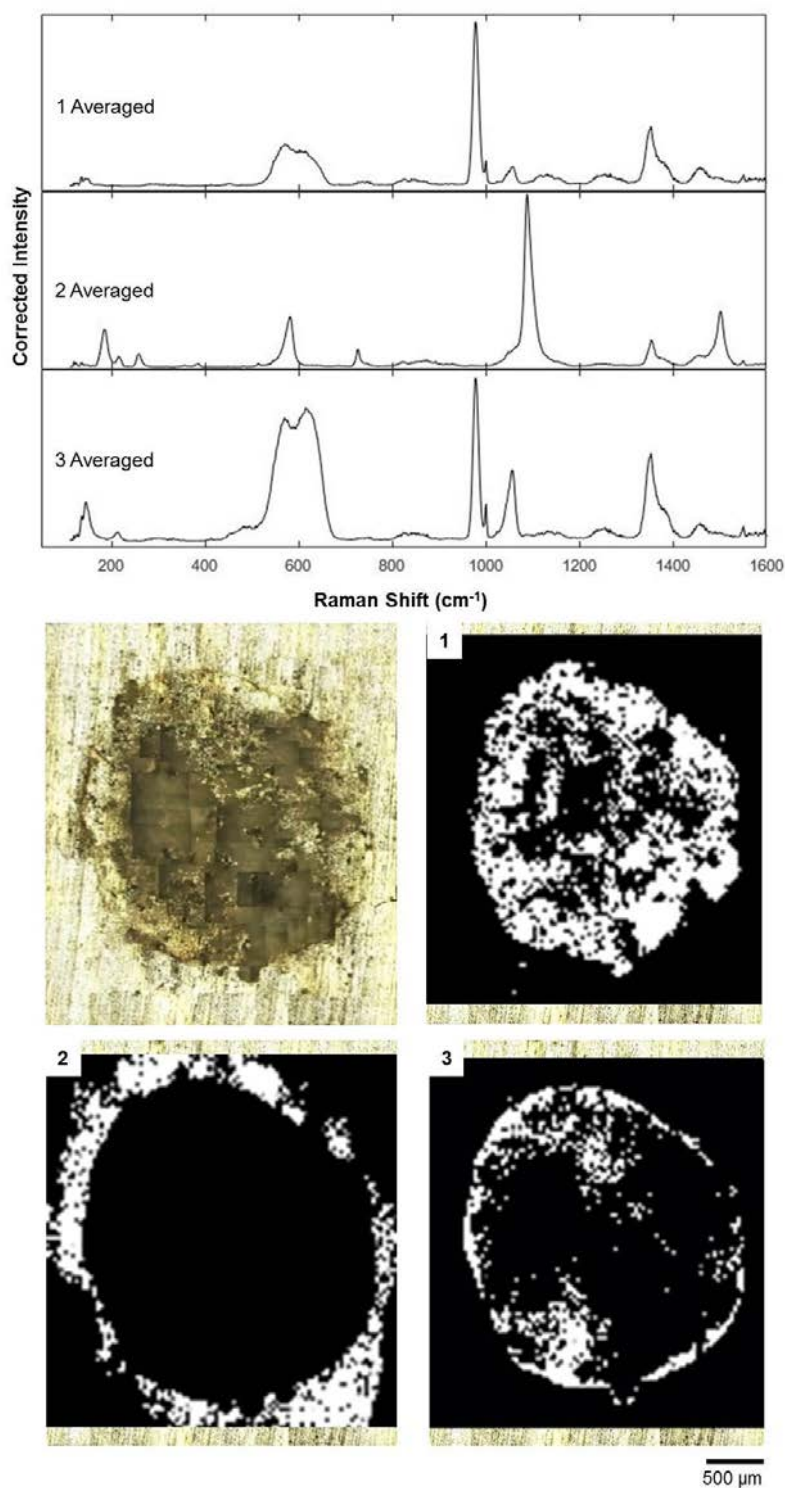 1 Averaged
2 Averaged
3 Averaged
Corrected Intensity
200 400 600 800 1000 1200 1400 1600
Raman Shift (cm⁻¹)
1
2
3
500 µm